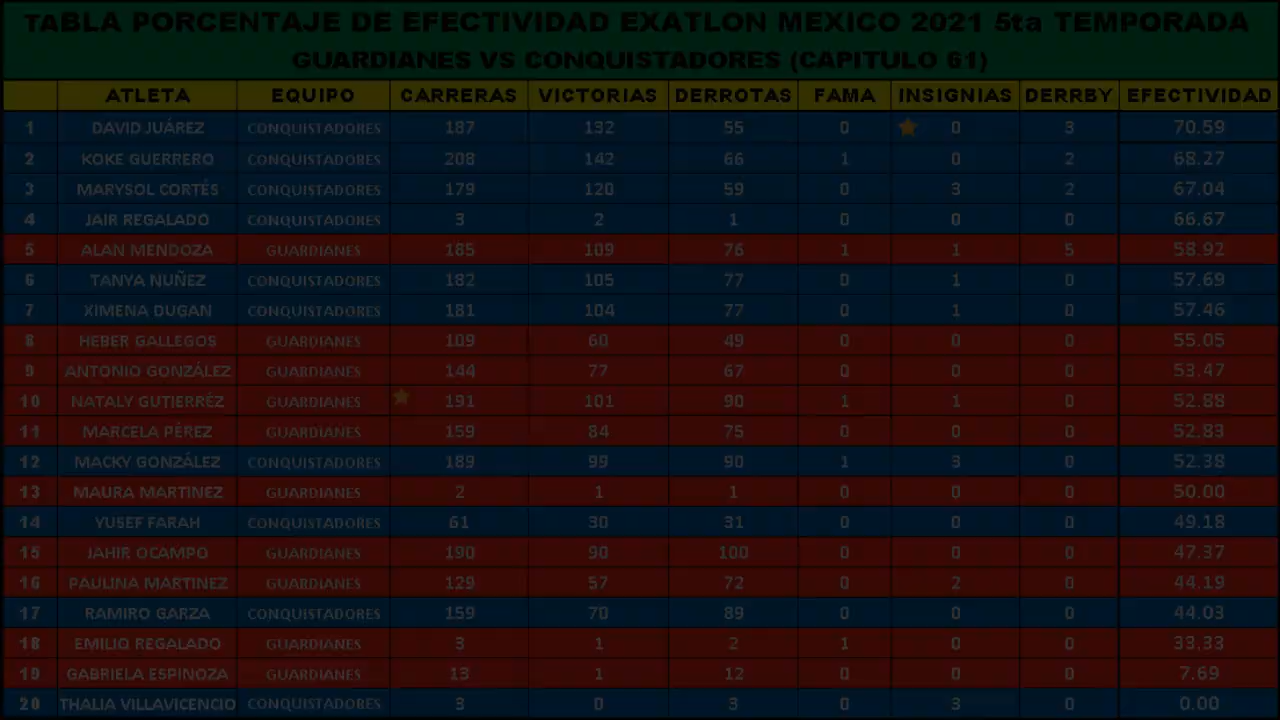 TABLA PORCENTAJE DE EFECTIVIDAD EXATLON MEXICO 2021 5ta TEMPORADA
GUARDIANES VS CONQUISTADORES (CAPITULO 61)
ATLETA EQUIPO CARRERAS VICTORIAS DERROTAS FAMA INSIGNIAS DERRBY EFECTIVIDAD
1 DAVID JUÁREZ CONQUISTADORES 187 132 55 0 0 3 70.59
2 KOKE GUERRERO CONQUISTADORES 208 142 66 1 0 2 68.27
3 MARYSOL CORTÉS CONQUISTADORES 179 120 59 0 3 2 67.04
4 JAIR REGALADO CONQUISTADORES 3 2 1 0 0 0 66.67
5 ALAN MENDOZA GUARDIANES 185 109 76 1 1 5 58.92
6 TANYA NUÑEZ CONQUISTADORES 182 105 77 0 1 0 57.69
7 XIMENA DUGAN CONQUISTADORES 181 104 77 0 1 0 57.46
8 HEBER GALLEGOS GUARDIANES 109 60 49 0 0 0 55.05
9 ANTONIO GONZÁLEZ GUARDIANES 144 77 67 0 0 0 53.47
10 NATALY GUTIERRÉZ GUARDIANES 191 101 90 1 1 0 52.88
11 MARCELA PÉREZ GUARDIANES 159 84 75 0 0 0 52.83
12 MACKY GONZÁLEZ CONQUISTADORES 189 99 90 1 3 0 52.38
13 MAURA MARTINEZ GUARDIANES 2 1 1 0 0 0 50.00
14 YUSEF FARAH CONQUISTADORES 61 30 31 0 0 0 49.18
15 JAHIR OCAMPO GUARDIANES 190 90 100 0 0 0 47.37
16 PAULINA MARTINEZ GUARDIANES 129 57 72 0 2 0 44.19
17 RAMIRO GARZA CONQUISTADORES 159 70 89 0 0 0 44.03
18 EMILIO REGALADO GUARDIANES 3 1 2 1 0 0 33.33
19 GABRIELA ESPINOZA GUARDIANES 13 1 12 0 0 0 7.69
20 THALIA VILLAVICENCIO CONQUISTADORES 3 0 3 0 3 0 0.00